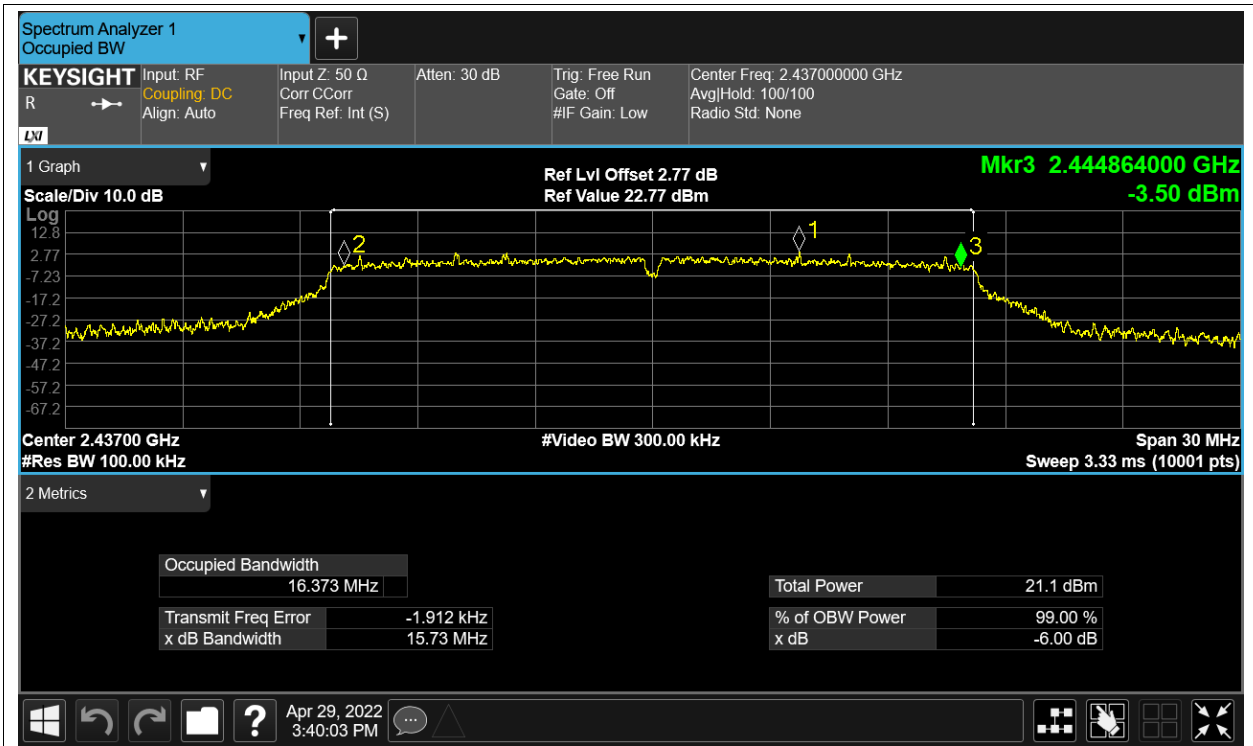 Spectrum Analyzer 1
Occupied BW
KEYSIGHT
R
LXI
Input: RF
Coupling: DC
Align: Auto
Input Z: 50 Ω
Corr CCorr
Freq Ref: Int (S)
Atten: 30 dB
Trig: Free Run
Gate: Off
#IF Gain: Low
Center Freq: 2.437000000 GHz
Avg|Hold: 100/100
Radio Std: None
1 Graph
Scale/Div 10.0 dB
Ref Lvl Offset 2.77 dB
Ref Value 22.77 dBm
Mkr3 2.444864000 GHz
-3.50 dBm
Log
12.8
2.77
-7.23
-17.2
-27.2
-37.2
-47.2
-57.2
-67.2
2
1
3
Center 2.43700 GHz
#Res BW 100.00 kHz
#Video BW 300.00 kHz
Span 30 MHz
Sweep 3.33 ms (10001 pts)
2 Metrics
Occupied Bandwidth
16.373 MHz
Transmit Freq Error -1.912 kHz
x dB Bandwidth 15.73 MHz
Total Power 21.1 dBm
% of OBW Power 99.00 %
x dB -6.00 dB
Apr 29, 2022
3:40:03 PM